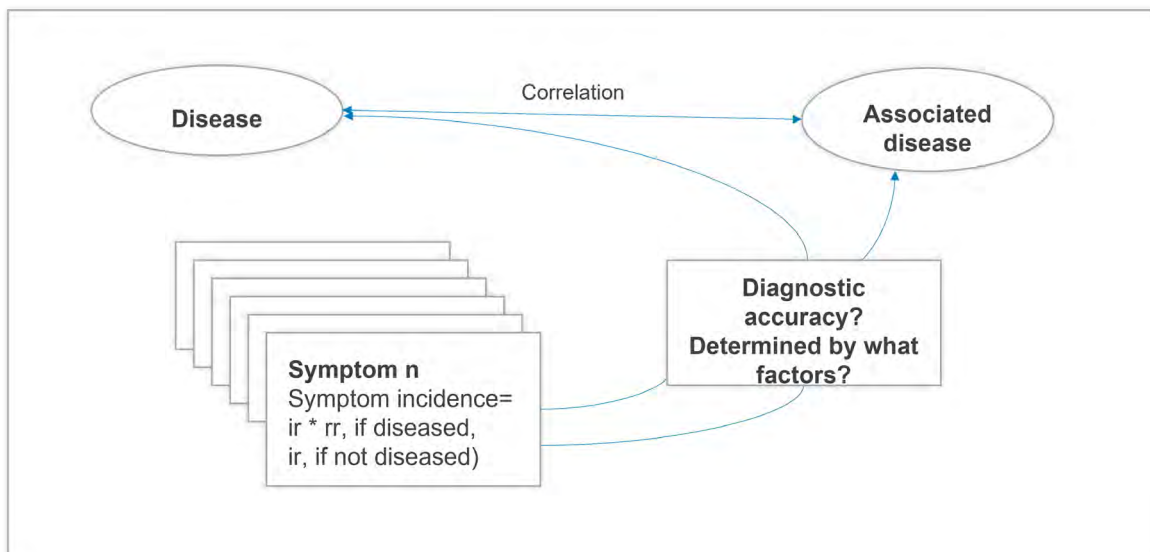 Correlation
Disease
Associated
disease
Diagnostic
accuracy?
Determined by what
factors?
Symptom n
Symptom incidence=
ir * rr, if diseased,
ir, if not diseased)